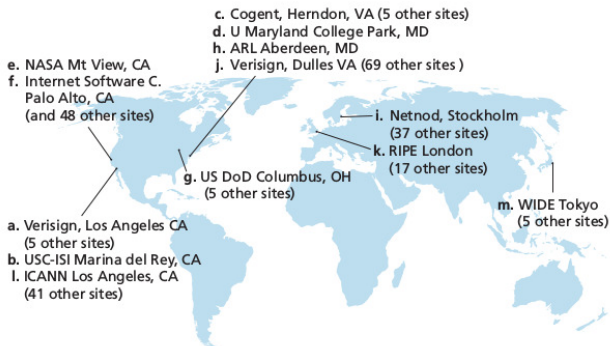 c. Cogent, Herndon, VA (5 other sites)
d. U Maryland College Park, MD
h. ARL Aberdeen, MD
j. Verisign, Dulles VA (69 other sites )
e. NASA Mt View, CA
f. Internet Software C.
Palo Alto, CA
(and 48 other sites)
i. Netnod, Stockholm
(37 other sites)
k. RIPE London
(17 other sites)
g. US DoD Columbus, OH
(5 other sites)
m. WIDE Tokyo
(5 other sites)
a. Verisign, Los Angeles CA
(5 other sites)
b. USC-ISI Marina del Rey, CA
l. ICANN Los Angeles, CA
(41 other sites)